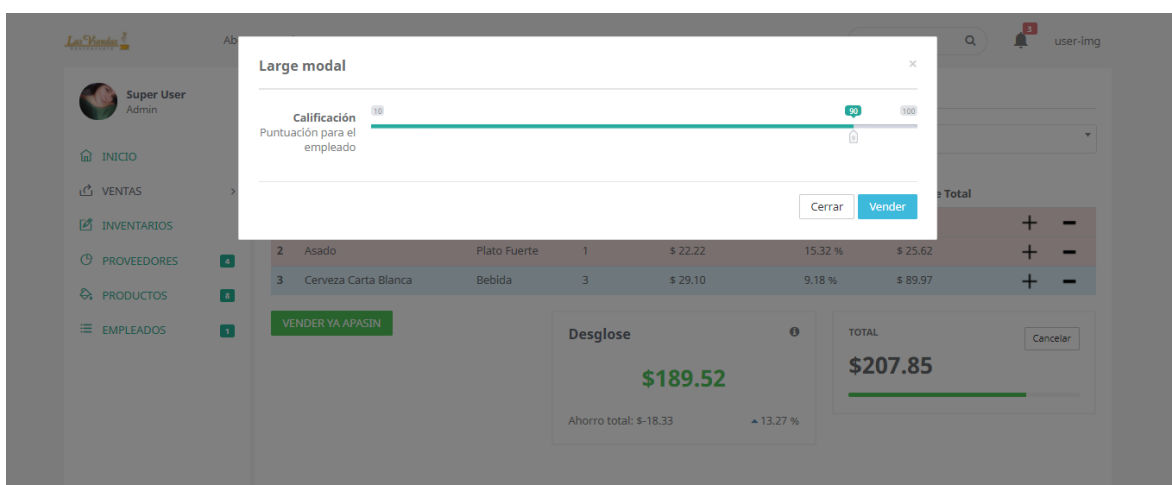 Las Bandas
Ab
3
user-img
Large modal
×
Super User
Admin
10
90
100
Calificación
Puntuación para el
empleado
INICIO
VENTAS
Cerrar
Vender
e Total
INVENTARIOS
2 Asado Plato Fuerte 1 $ 22.22 15.32 % $ 25.62
PROVEEDORES 4
3 Cerveza Carta Blanca Bebida 3 $ 29.10 9.18 % $ 89.97
PRODUCTOS 8
EMPLEADOS 1
VENDER YA APASIN
Desglose
TOTAL
Cancelar
$189.52
$207.85
Ahorro total: $-18.33
13.27 %